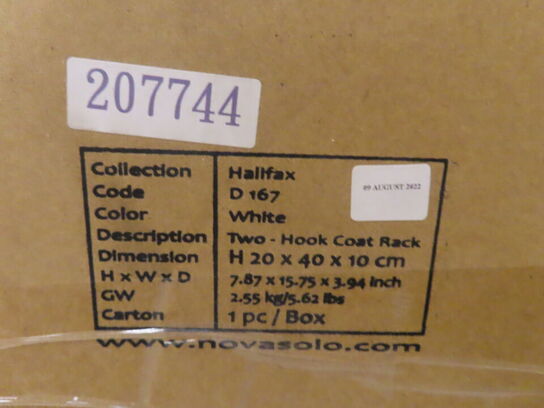 207744
Collection Halifax
Code D 167
Color White
Description Two - Hook Coat Rack
Dimension H 20 x 40 x 10 cm
H x W x D 7.87 x 15.75 x 3.94 inch
GW 2.55 kg/5.62 lbs
Carton 1 pc / Box
09 AUGUST 2022
www.novasolo.com